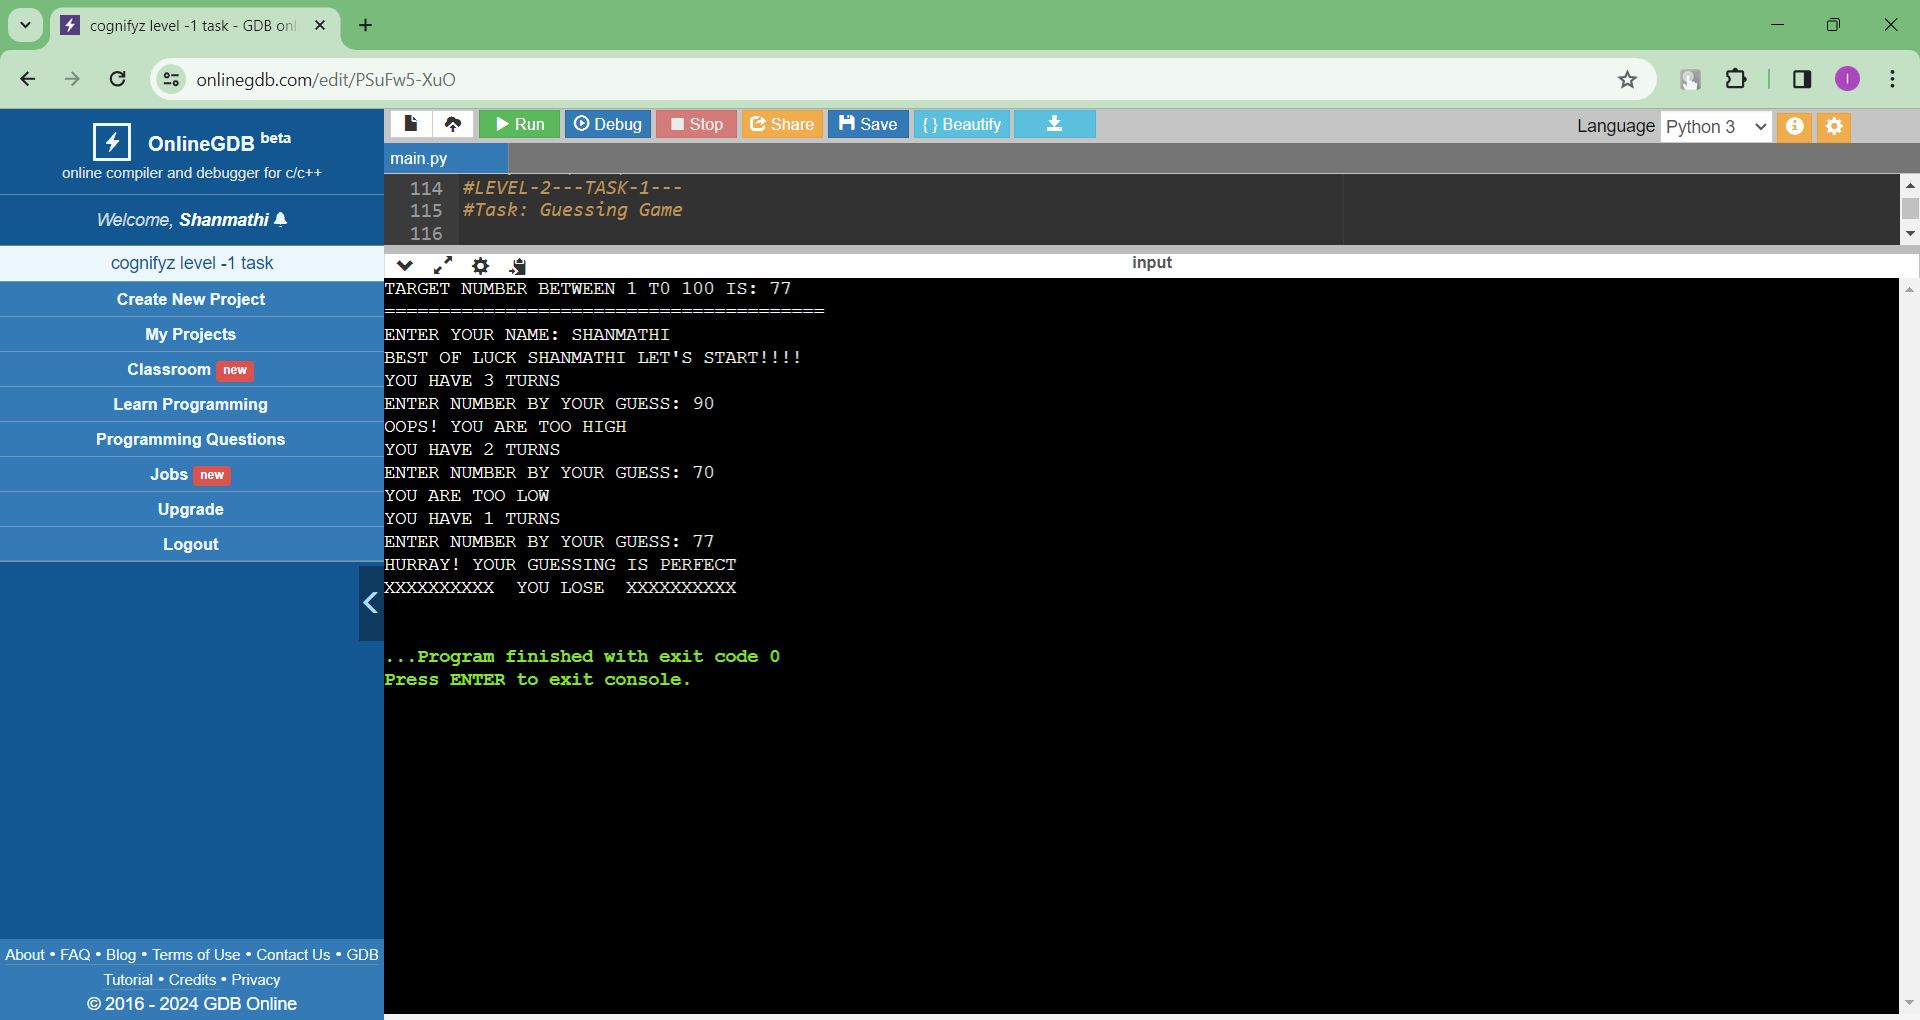 cognifyz level -1 task - GDB onl
onlinegdb.com/edit/PSuFw5-XuO
I
OnlineGDB beta
online compiler and debugger for c/c++
Welcome, Shanmathi
cognifyz level -1 task
Create New Project
My Projects
Classroom new
Learn Programming
Programming Questions
Jobs new
Upgrade
Logout
About • FAQ • Blog • Terms of Use • Contact Us • GDB
Tutorial • Credits • Privacy
© 2016 - 2024 GDB Online
Run Debug Stop Share Save { } Beautify
Language Python 3
main.py
114 #LEVEL-2---TASK-1---
115 #Task: Guessing Game
116
input
TARGET NUMBER BETWEEN 1 T0 100 IS: 77
========================================
ENTER YOUR NAME: SHANMATHI
BEST OF LUCK SHANMATHI LET'S START!!!!
YOU HAVE 3 TURNS
ENTER NUMBER BY YOUR GUESS: 90
OOPS! YOU ARE TOO HIGH
YOU HAVE 2 TURNS
ENTER NUMBER BY YOUR GUESS: 70
YOU ARE TOO LOW
YOU HAVE 1 TURNS
ENTER NUMBER BY YOUR GUESS: 77
HURRAY! YOUR GUESSING IS PERFECT
XXXXXXXXXX  YOU LOSE  XXXXXXXXXX
...Program finished with exit code 0
Press ENTER to exit console.